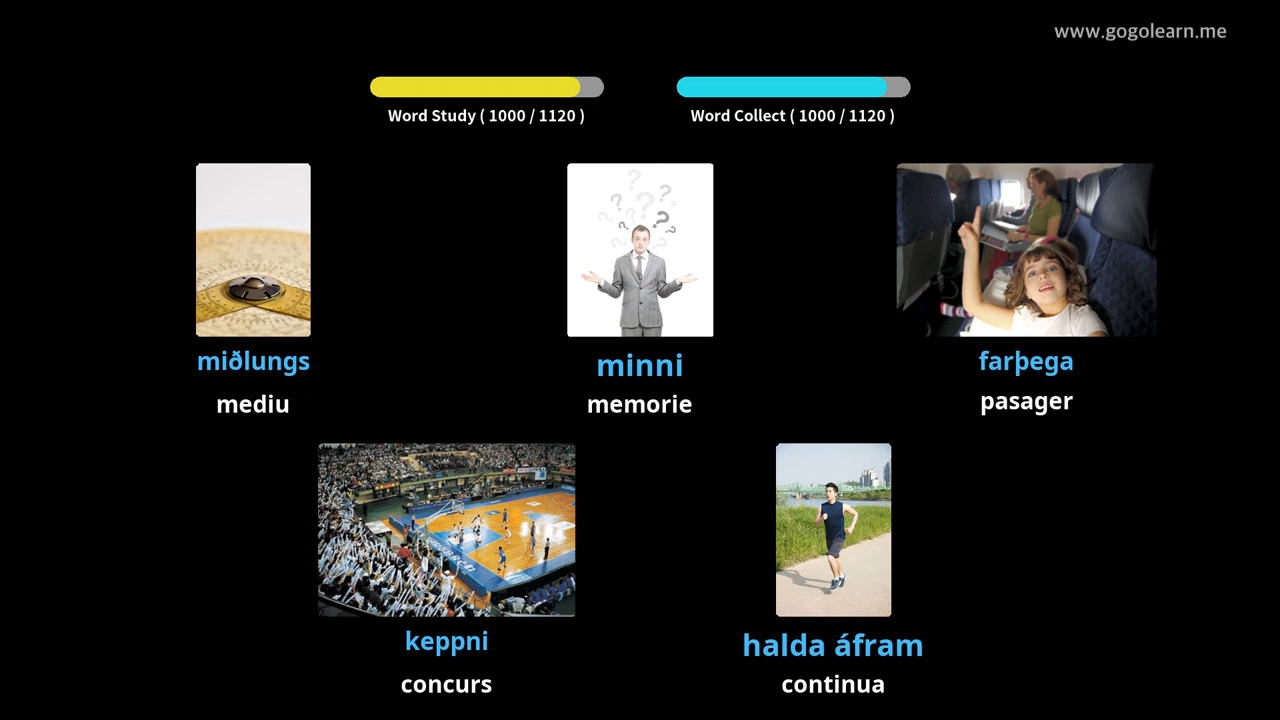 www.gogolearn.me
Word Study ( 1000 / 1120 )
Word Collect ( 1000 / 1120 )
miðlungs
mediu
minni
memorie
farþega
pasager
keppni
concurs
halda áfram
continua